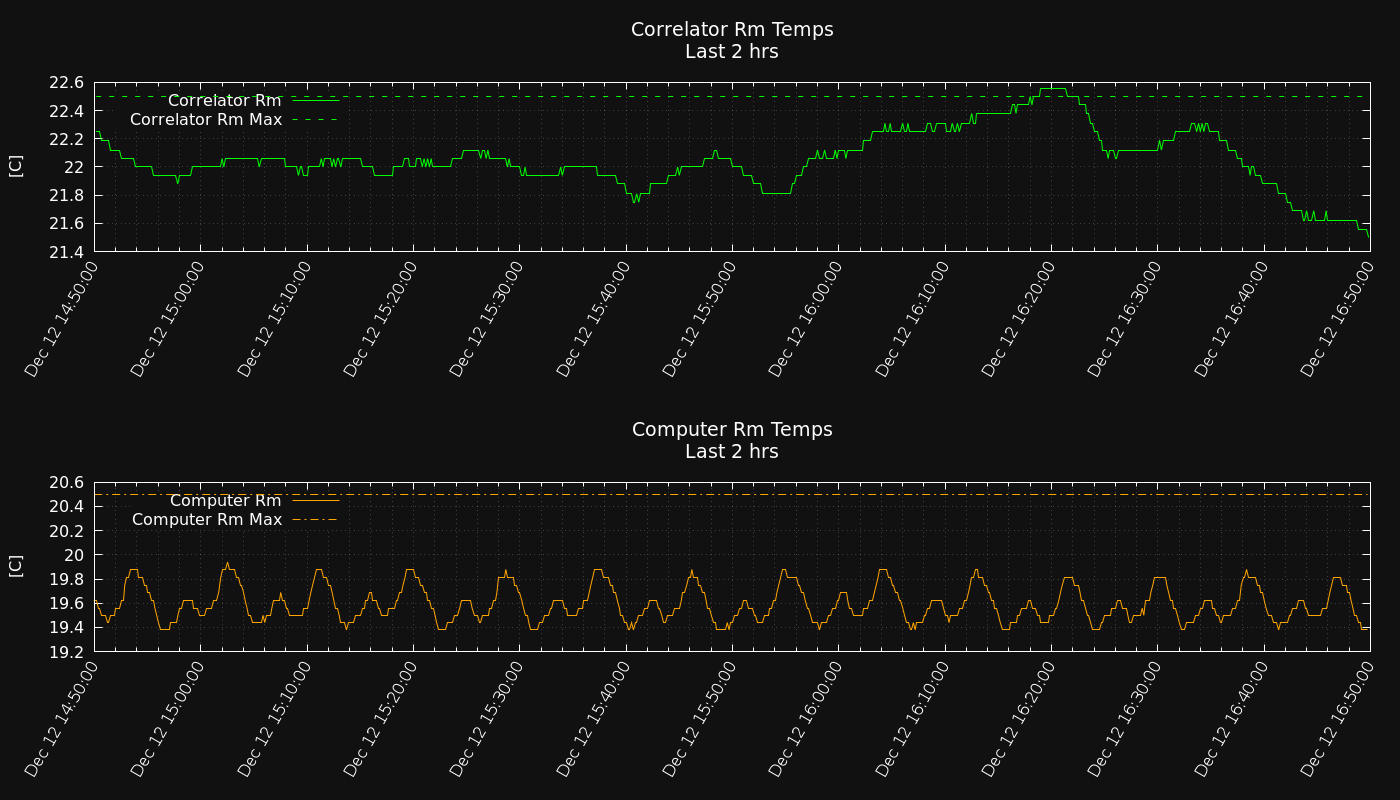 Correlator Rm Temps
Last 2 hrs
[C]
22.6
22.4
22.2
22
21.8
21.6
21.4
Correlator Rm
Correlator Rm Max
Dec 12 14:50:00
Dec 12 15:00:00
Dec 12 15:10:00
Dec 12 15:20:00
Dec 12 15:30:00
Dec 12 15:40:00
Dec 12 15:50:00
Dec 12 16:00:00
Dec 12 16:10:00
Dec 12 16:20:00
Dec 12 16:30:00
Dec 12 16:40:00
Dec 12 16:50:00
Computer Rm Temps
Last 2 hrs
[C]
20.6
20.4
20.2
20
19.8
19.6
19.4
19.2
Computer Rm
Computer Rm Max
Dec 12 14:50:00
Dec 12 15:00:00
Dec 12 15:10:00
Dec 12 15:20:00
Dec 12 15:30:00
Dec 12 15:40:00
Dec 12 15:50:00
Dec 12 16:00:00
Dec 12 16:10:00
Dec 12 16:20:00
Dec 12 16:30:00
Dec 12 16:40:00
Dec 12 16:50:00